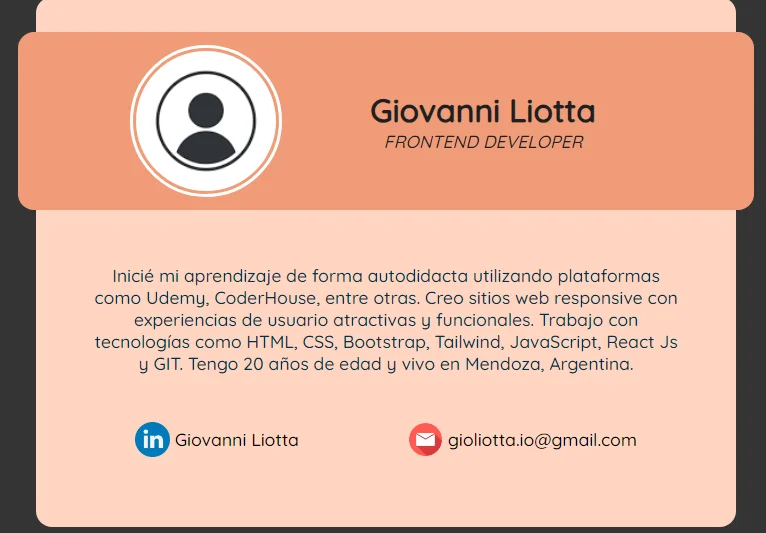 Giovanni Liotta
FRONTEND DEVELOPER
Inicié mi aprendizaje de forma autodidacta utilizando plataformas
como Udemy, CoderHouse, entre otras. Creo sitios web responsive con
experiencias de usuario atractivas y funcionales. Trabajo con
tecnologías como HTML, CSS, Bootstrap, Tailwind, JavaScript, React Js
y GIT. Tengo 20 años de edad y vivo en Mendoza, Argentina.
in Giovanni Liotta
gioliotta.io@gmail.com